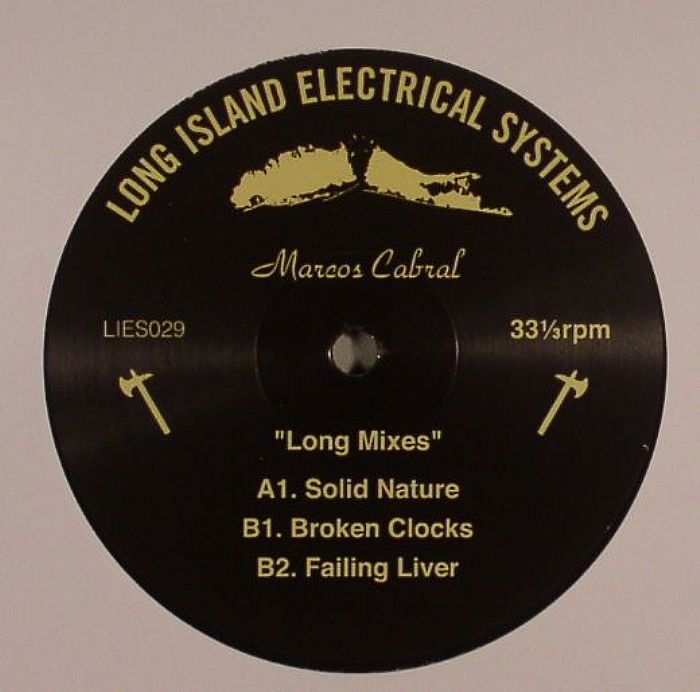 LONG ISLAND ELECTRICAL SYSTEMS
Marcos Cabral
LIES029
33⅓rpm
"Long Mixes"
A1. Solid Nature
B1. Broken Clocks
B2. Failing Liver